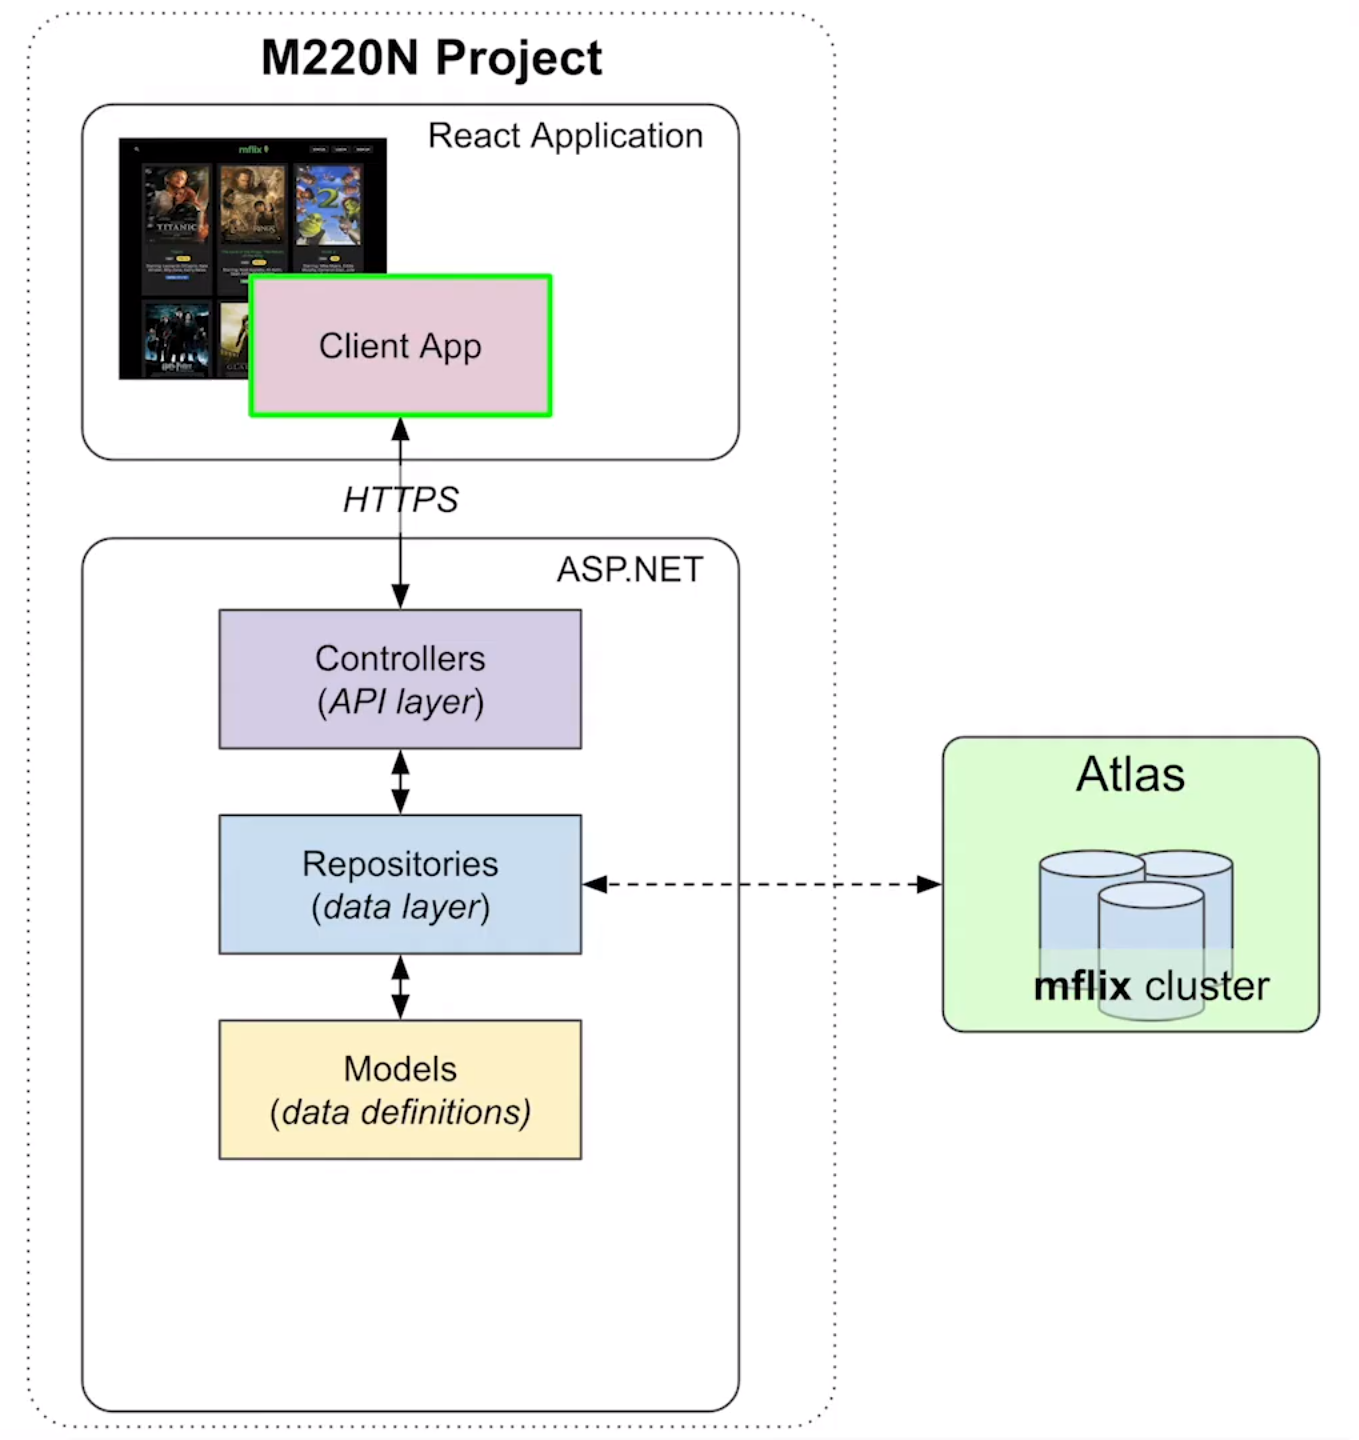 M220N Project
React Application
mflix
TITANIC
2
Client App
HTTPS
ASP.NET
Controllers
(API layer)
Repositories
(data layer)
Models
(data definitions)
Atlas
mflix cluster